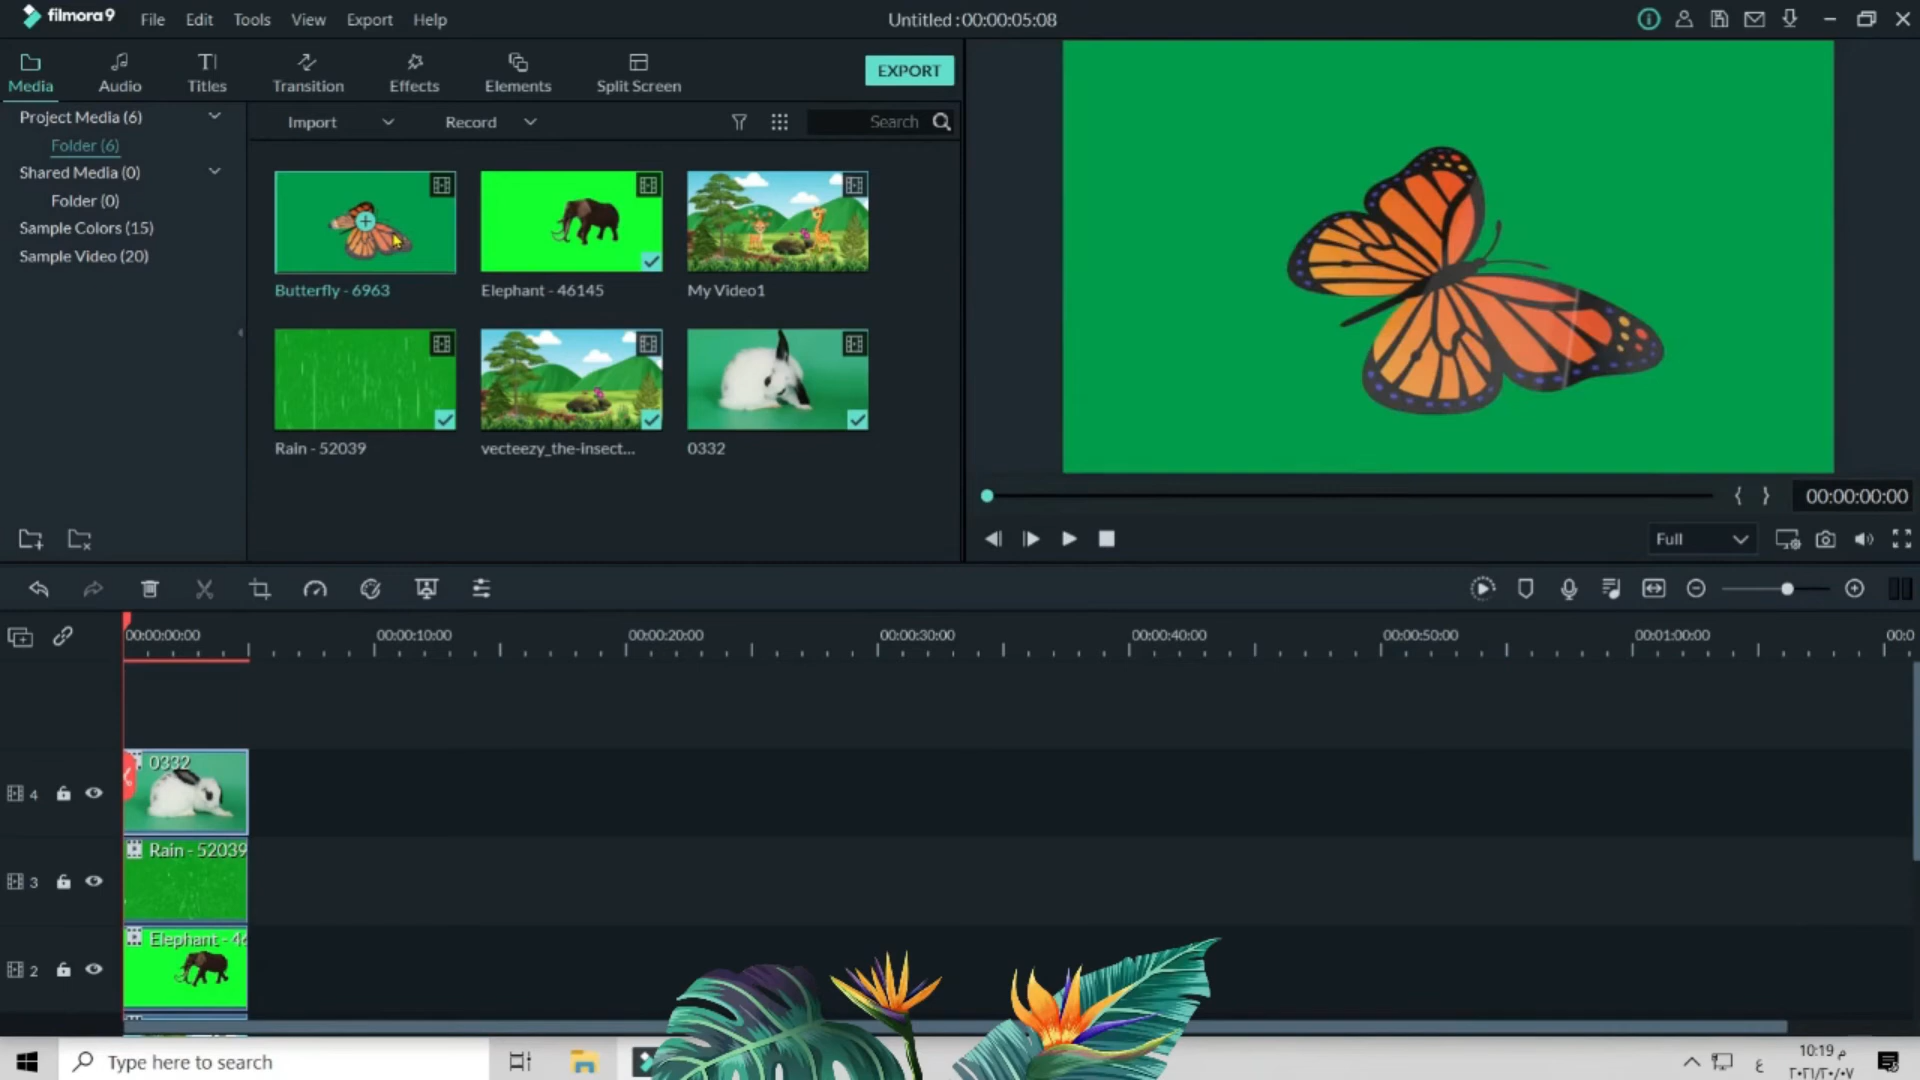 filmora9 File Edit Tools View Export Help Untitled : 00:00:05:08
Media Audio Titles Transition Effects Elements Split Screen EXPORT
Project Media (6)
Folder (6)
Shared Media (0)
Folder (0)
Sample Colors (15)
Sample Video (20)
Import Record Search
Butterfly - 6963 Elephant - 46145 My Video1
Rain - 52039 vecteezy_the-insect... 0332
{ } 00:00:00:00
Full
00:00:00:00 00:00:10:00 00:00:20:00 00:00:30:00 00:00:40:00 00:00:50:00 00:01:00:00 00:0
0332
4
Rain - 52039
3
Elephant - 46
2
Type here to search
ع
10:19 م